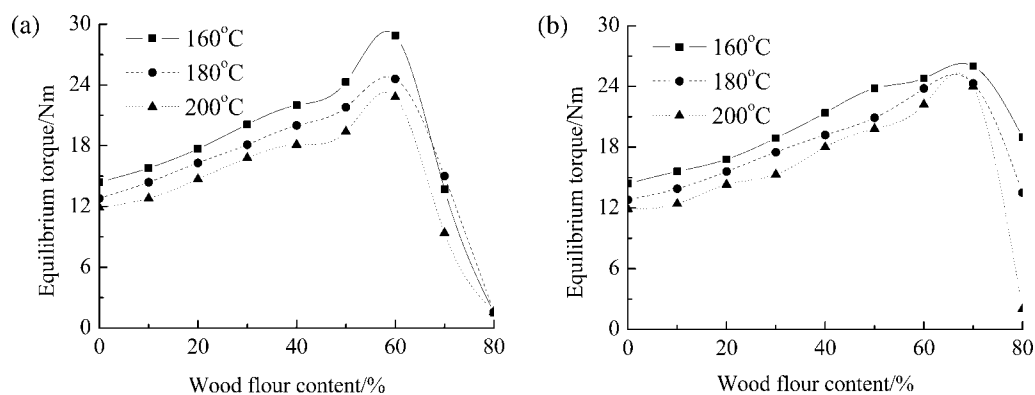 (a)
160°C
180°C
200°C
Equilibrium torque/Nm
30
24
18
12
6
0
0 20 40 60 80
Wood flour content/%
(b)
160°C
180°C
200°C
Equilibrium torque/Nm
30
24
18
12
6
0
0 20 40 60 80
Wood flour content/%